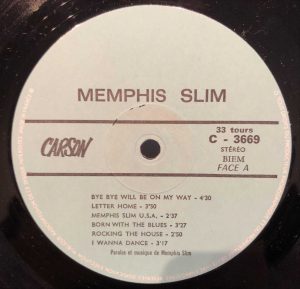 MEMPHIS SLIM
CARSON
33 tours
C - 3669
STÉRÉO
BIEM
FACE A
BYE BYE WILL BE ON MY WAY - 4'30
LETTER HOME - 3'50
MEMPHIS SLIM U.S.A. - 2'37
BORN WITH THE BLUES - 3'27
ROCKING THE HOUSE - 2'50
I WANNA DANCE - 3'17
Paroles et musique de Memphis Slim